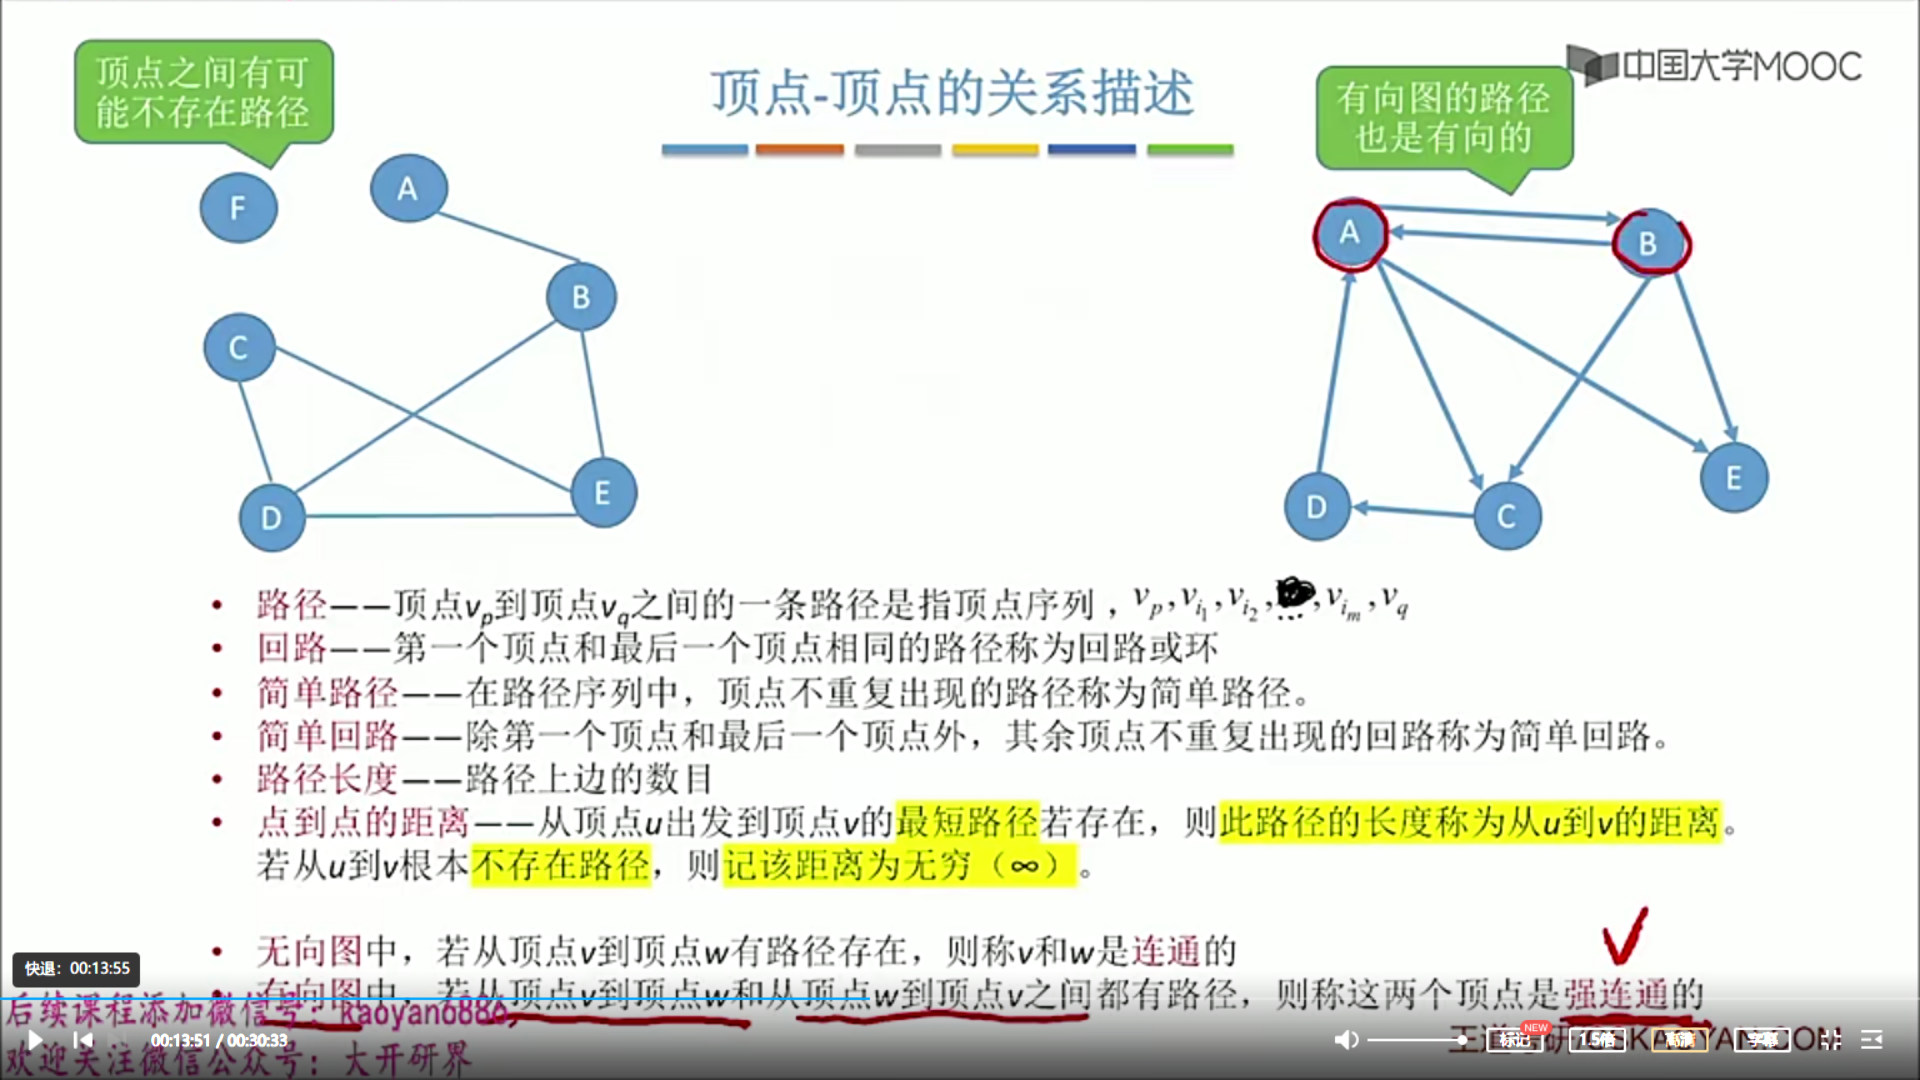 顶点之间有可
能不存在路径
顶点-顶点的关系描述
中国大学MOOC
有向图的路径
也是有向的
F
A
B
C
D
E
A
B
D
C
E
• 路径——顶点vp到顶点vq之间的一条路径是指顶点序列，vp,vi1,vi2, ,vim,vq
• 回路——第一个顶点和最后一个顶点相同的路径称为回路或环
• 简单路径——在路径序列中，顶点不重复出现的路径称为简单路径。
• 简单回路——除第一个顶点和最后一个顶点外，其余顶点不重复出现的回路称为简单回路。
• 路径长度——路径上边的数目
• 点到点的距离——从顶点u出发到顶点v的最短路径若存在，则此路径的长度称为从u到v的距离。
若从u到v根本不存在路径，则记该距离为无穷（∞）。
• 无向图中，若从顶点v到顶点w有路径存在，则称v和w是连通的
快退：00:13:55
• 有向图中，若从顶点v到顶点w和从顶点w到顶点v之间都有路径，则称这两个顶点是强连通的
后续课程添加微信号：kaoyan886，
00:13:51 / 00:30:33
标记
NEW
1.5倍
高清
字幕
欢迎关注微信公众号：大开研界